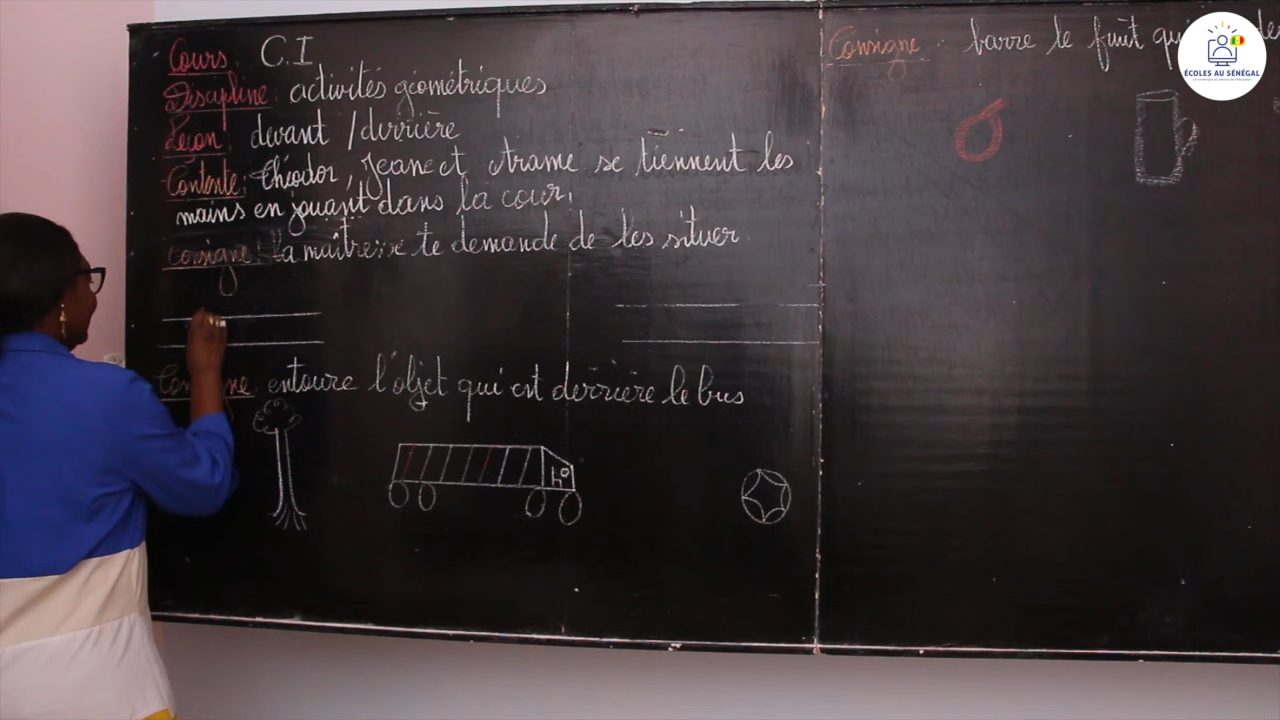 Cours. C.I
Discipline: activités géométriques
Leçon: devant / derrière
Contexte: Théodor, Jeane et Arame se tiennent les
mains en jouant dans la cour.
Consigne: la maîtresse te demande de les situer
Consigne: entoure l'objet qui est derrière le bus
Consigne: barre le fruit
ÉCOLES AU SÉNÉGAL